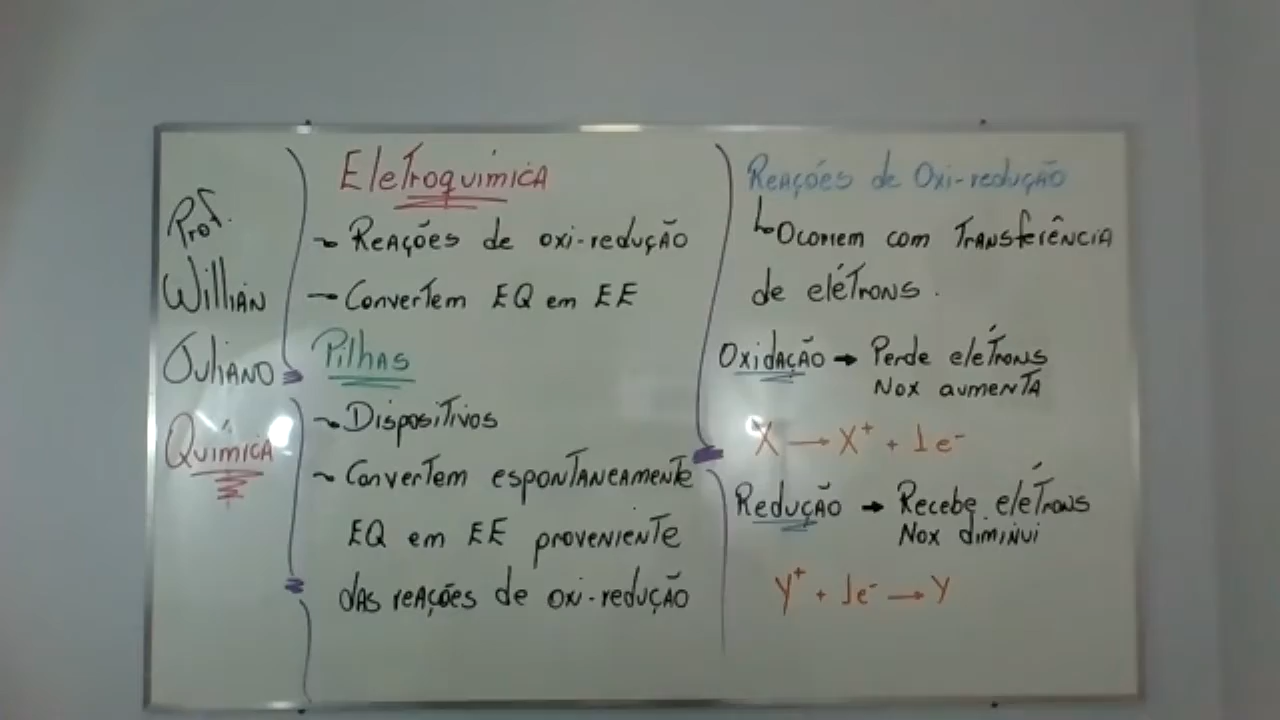 Prof.
Willian
Juliano
Química
Eletroquímica
~ Reações de oxi-redução
→ Convertem EQ em EE
Pilhas
~ Dispositivos
~ Convertem espontaneamente
EQ em EE proveniente
das reações de oxi-redução
Reações de Oxi-redução
↳ Ocorrem com Transferência
de elétrons.
Oxidação → Perde elétrons
Nox aumenta
X → X⁺ + 1e⁻
Redução → Recebe elétrons
Nox diminui
Y⁺ + 1e⁻ → Y